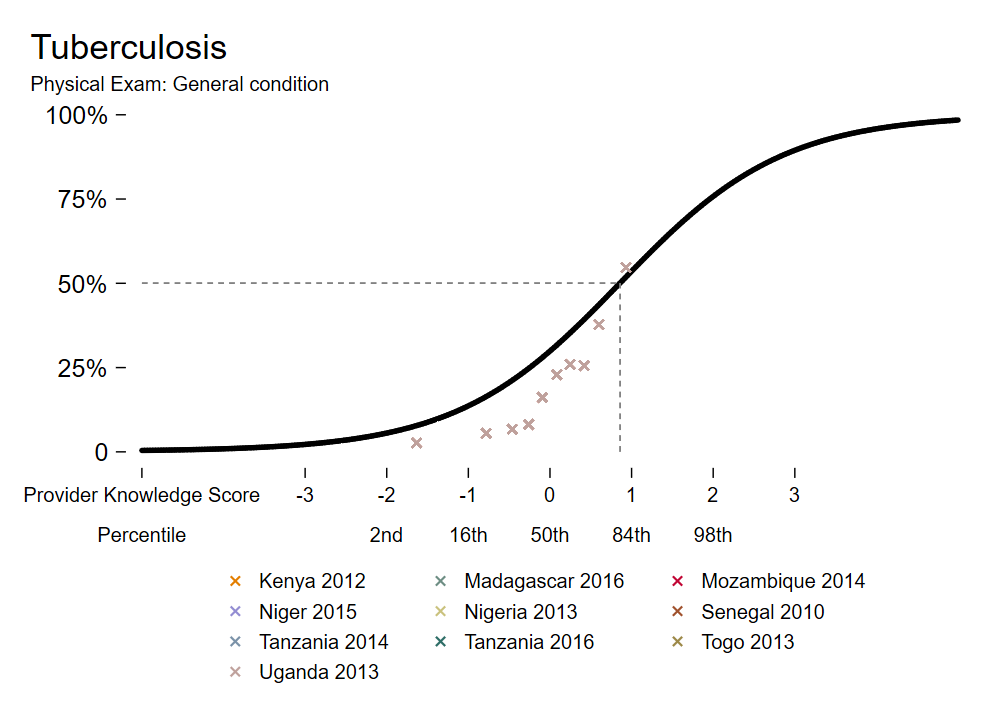 Tuberculosis
Physical Exam: General condition
100%
75%
50%
25%
0
Provider Knowledge Score -3 -2 -1 0 1 2 3
Percentile 2nd 16th 50th 84th 98th
Kenya 2012 Madagascar 2016 Mozambique 2014
Niger 2015 Nigeria 2013 Senegal 2010
Tanzania 2014 Tanzania 2016 Togo 2013
Uganda 2013